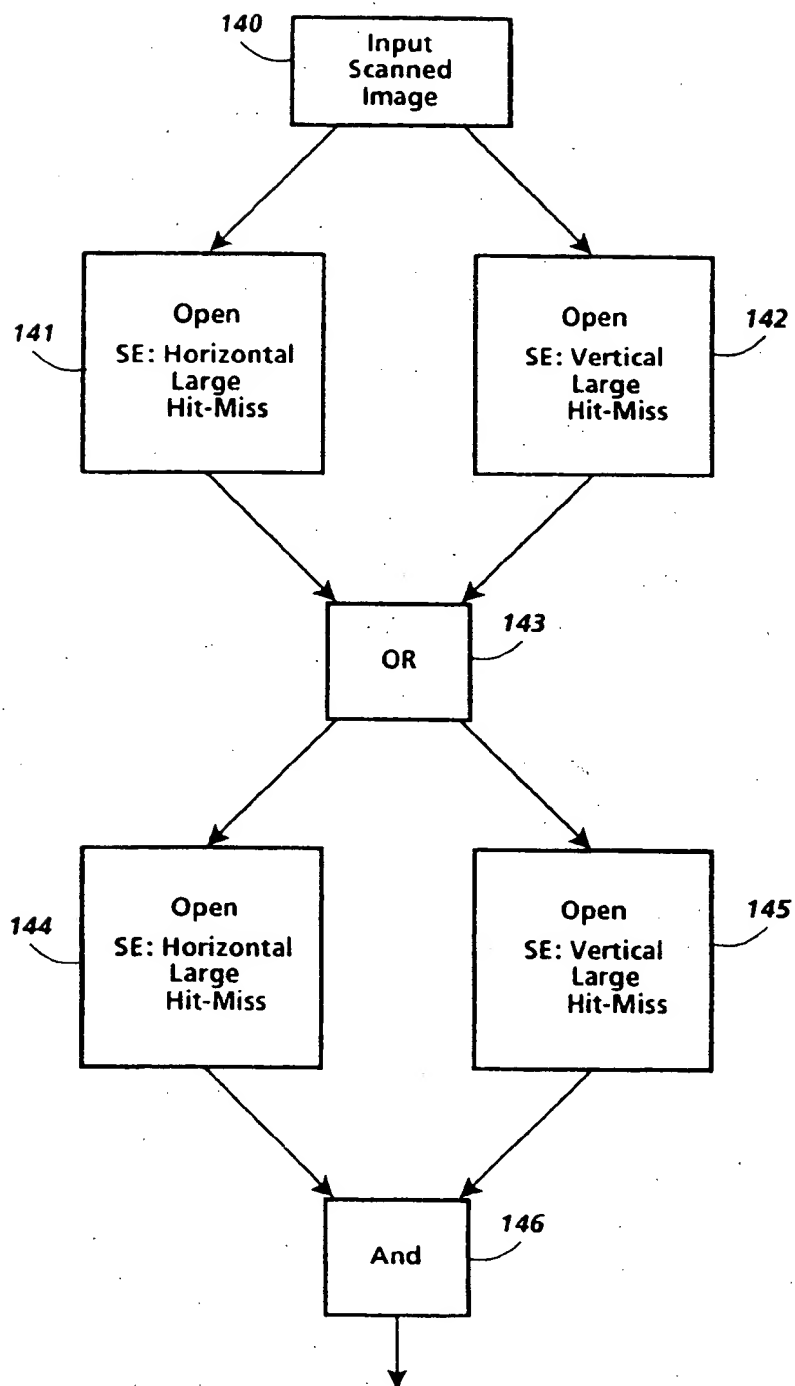 140
Input
Scanned
Image
141
Open
SE: Horizontal
Large
Hit-Miss
Open
SE: Vertical
Large
Hit-Miss
142
OR
143
144
Open
SE: Horizontal
Large
Hit-Miss
Open
SE: Vertical
Large
Hit-Miss
145
And
146